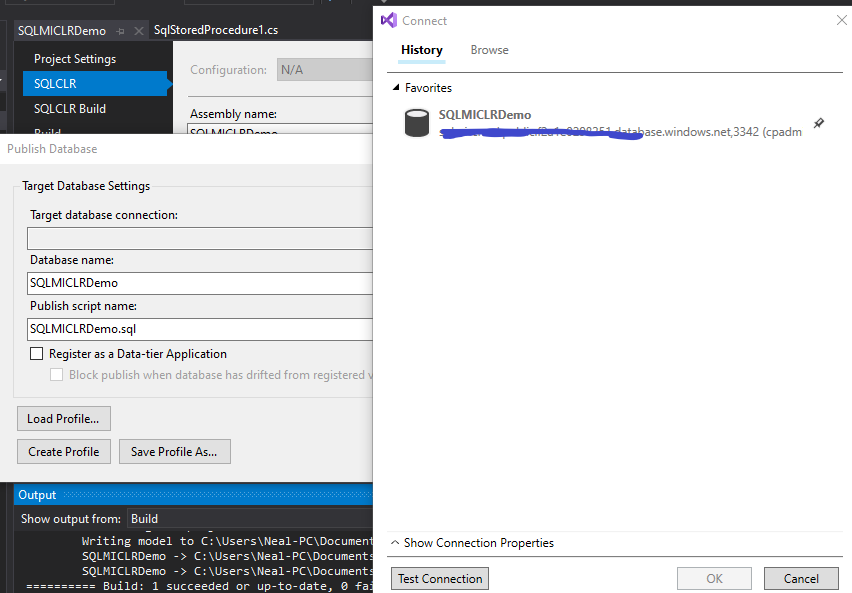 SQLMICLRDemo
SqlStoredProcedure1.cs
Project Settings
SQLCLR
SQLCLR Build
Build
Configuration:
N/A
Assembly name:
SQLMICLRDemo
Publish Database
Target Database Settings
Target database connection:
Database name:
SQLMICLRDemo
Publish script name:
SQLMICLRDemo.sql
Register as a Data-tier Application
Block publish when database has drifted from registered v
Load Profile...
Create Profile
Save Profile As...
Output
Show output from:
Build
Writing model to C:\Users\Neal-PC\Document
SQLMICLRDemo -> C:\Users\Neal-PC\Documents
SQLMICLRDemo -> C:\Users\Neal-PC\Documents
========== Build: 1 succeeded or up-to-date, 0 fai
Connect
History
Browse
Favorites
SQLMICLRDemo
database.windows.net,3342 (cpadm
Show Connection Properties
Test Connection
OK
Cancel